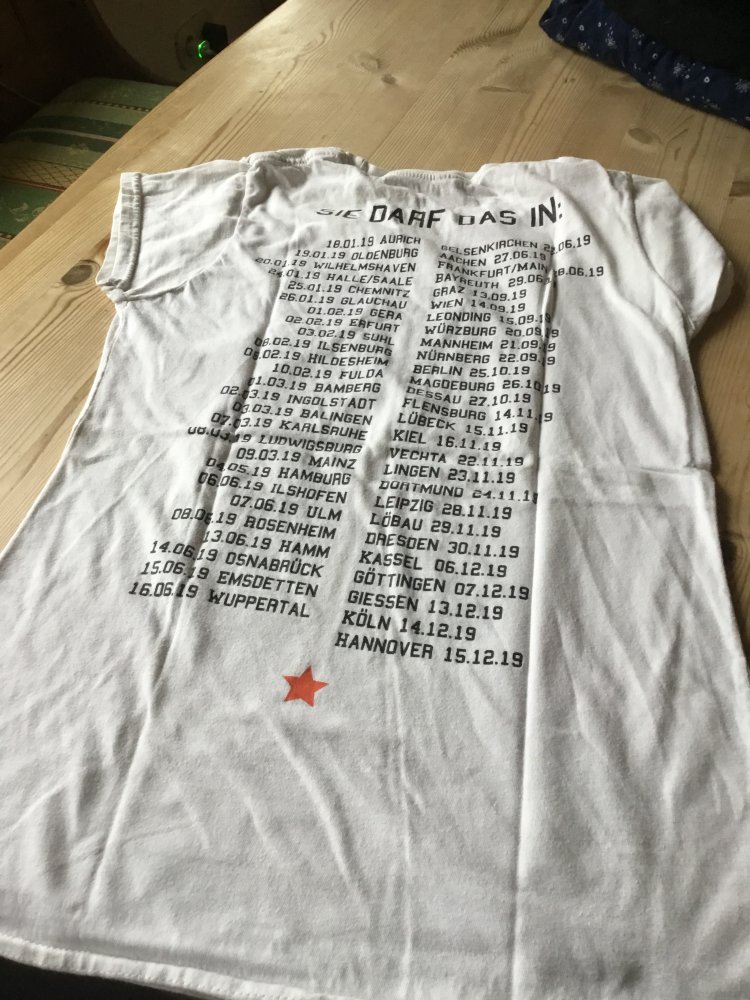 SIE DARF DAS IN:
18.01.19 AURICH
19.01.19 OLDENBURG
20.01.19 WILHELMSHAVEN
24.01.19 HALLE/SAALE
25.01.19 CHEMNITZ
26.01.19 GLAUCHAU
01.02.19 GERA
02.02.19 ERFURT
03.02.19 SUHL
08.02.19 ILSENBURG
HILDESHEIM
10.02.19 FULDA
01.03.19 BAMBERG
02.03.19 INGOLSTADT
03.03.19 BALINGEN
07.03.19 KARLSRUHE
08.03.19 LUDWIGSBURG
09.03.19 MAINZ
04.05.19 HAMBURG
06.06.19 ILSHOFEN
07.06.19 ULM
08.06.19 ROSENHEIM
13.06.19 HAMM
14.06.19 OSNABRÜCK
15.06.19 EMSDETTEN
16.06.19 WUPPERTAL
GELSENKIRCHEN
AACHEN 27.06.19
FRANKFURT/MAIN 28.06.19
BAYREUTH 29.06.19
GRAZ 13.09.19
WIEN 14.09.19
LEONDING 15.09.19
WÜRZBURG 20.09.19
MANNHEIM 21.09.19
NÜRNBERG 22.09.19
BERLIN 25.10.19
MAGDEBURG 26.10.19
DESSAU 27.10.19
FLENSBURG 14.11.19
LÜBECK 15.11.19
KIEL 16.11.19
VECHTA 22.11.19
LINGEN 23.11.19
DORTMUND 24.11.19
LEIPZIG 28.11.19
LÖBAU 29.11.19
DRESDEN 30.11.19
KASSEL 06.12.19
GÖTTINGEN 07.12.19
GIESSEN 13.12.19
KÖLN 14.12.19
HANNOVER 15.12.19